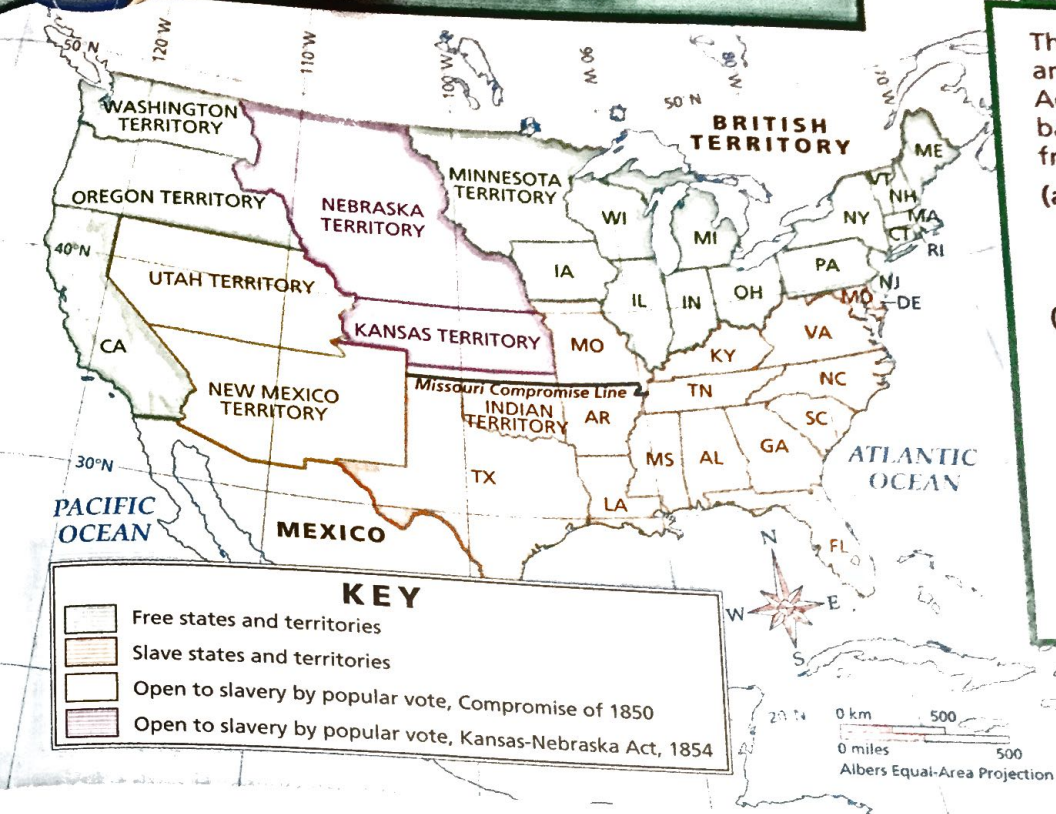 50 N
120 W
110 W
100 W
90 W
80 W
70 W
50 N
WASHINGTON
TERRITORY
BRITISH
TERRITORY
ME
OREGON TERRITORY
NEBRASKA
TERRITORY
MINNESOTA
TERRITORY
WI
MI
VT
NH
NY
MA
CT
RI
40°N
UTAH TERRITORY
IA
IL
IN
OH
PA
NJ
MD
DE
CA
KANSAS TERRITORY
MO
KY
VA
NEW MEXICO
TERRITORY
Missouri Compromise Line
INDIAN
TERRITORY
AR
TN
NC
SC
MS
AL
GA
30°N
TX
LA
FL
ATLANTIC
OCEAN
PACIFIC
OCEAN
MEXICO
N
W
E
S
KEY
Free states and territories
Slave states and territories
Open to slavery by popular vote, Compromise of 1850
Open to slavery by popular vote, Kansas-Nebraska Act, 1854
20 N
0 km 500
0 miles 500
Albers Equal-Area Projection